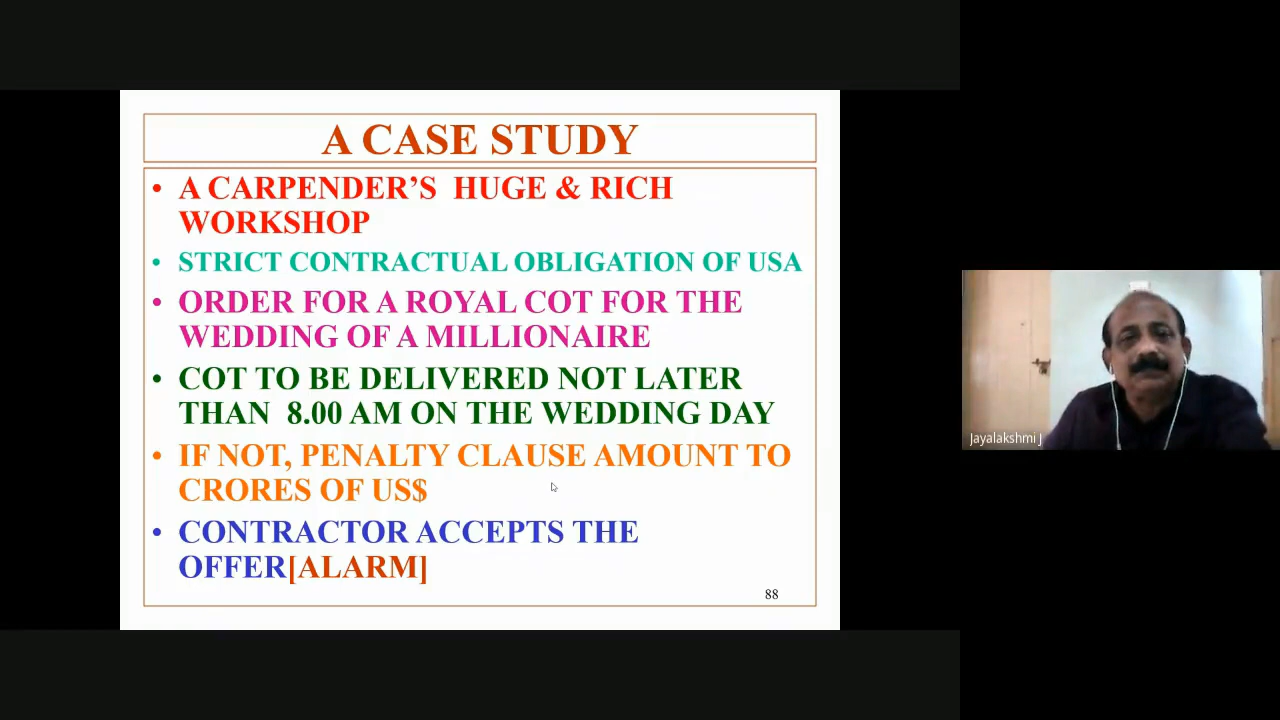 A CASE STUDY
• A CARPENDER’S HUGE & RICH
WORKSHOP
• STRICT CONTRACTUAL OBLIGATION OF USA
• ORDER FOR A ROYAL COT FOR THE
WEDDING OF A MILLIONAIRE
• COT TO BE DELIVERED NOT LATER
THAN 8.00 AM ON THE WEDDING DAY
• IF NOT, PENALTY CLAUSE AMOUNT TO
CRORES OF US$
• CONTRACTOR ACCEPTS THE
OFFER[ALARM]
88
Jayalakshmi J